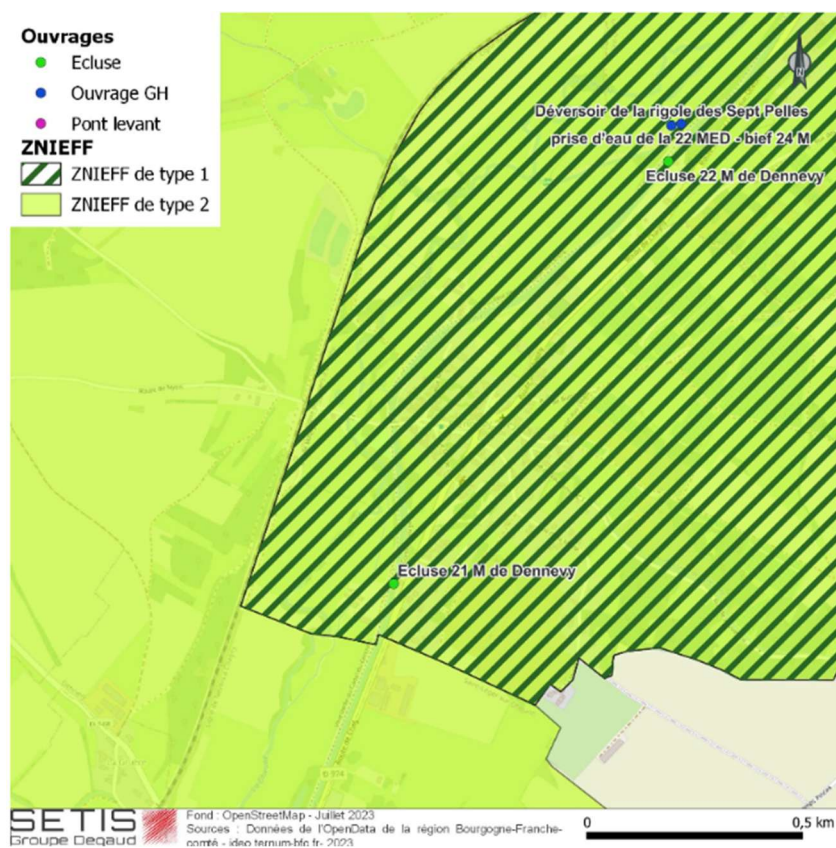 Ouvrages
Ecluse
Ouvrage GH
Pont levant
ZNIEFF
ZNIEFF de type 1
ZNIEFF de type 2
N
Déversoir de la rigole des Sept Pelles
prise d'eau de la 22 MED - bief 24 M
Ecluse 22 M de Dennevy
Ecluse 21 M de Dennevy
D 974
SETIS
Groupe Degaud
Fond : OpenStreetMap - Juillet 2023
Sources : Données de l'OpenData de la région Bourgogne-Franche-
comté - ideo.ternum-bfc.fr- 2023
0
0,5 km